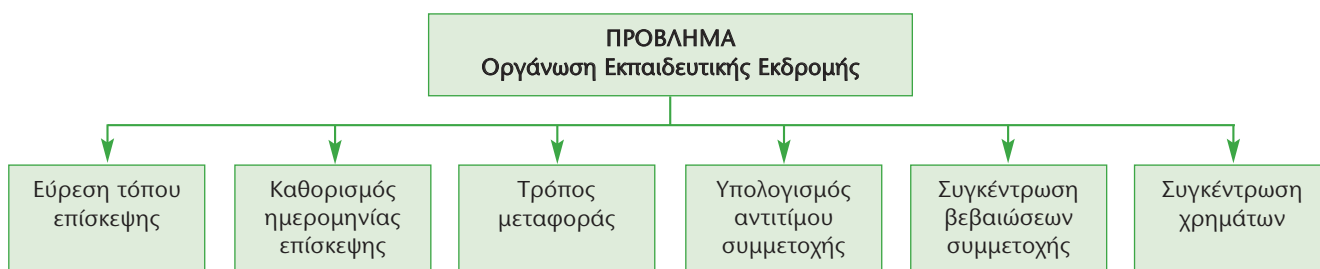 ΠΡΟΒΛΗΜΑ
Οργάνωση Εκπαιδευτικής Εκδρομής
Εύρεση τόπου
επίσκεψης
Καθορισμός
ημερομηνίας
επίσκεψης
Τρόπος
μεταφοράς
Υπολογισμός
αντιτίμου
συμμετοχής
Συγκέντρωση
βεβαιώσεων
συμμετοχής
Συγκέντρωση
χρημάτων